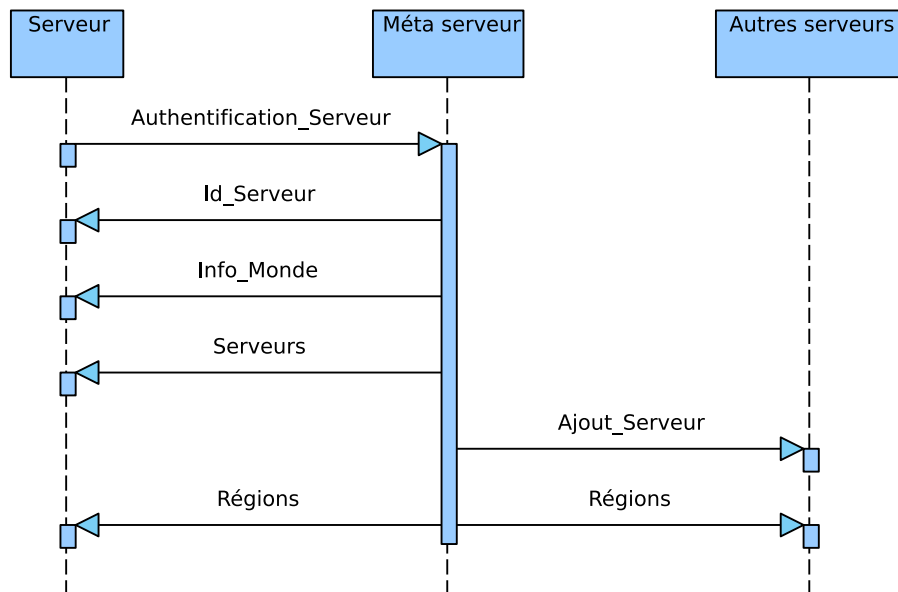 Serveur
Méta serveur
Autres serveurs
Authentification_Serveur
Id_Serveur
Info_Monde
Serveurs
Ajout_Serveur
Régions
Régions